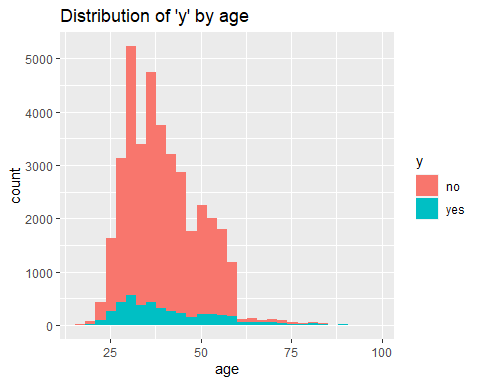 Distribution of 'y' by age
5000
4000
3000
2000
1000
0
count
25 50 75 100
age
y
no
yes